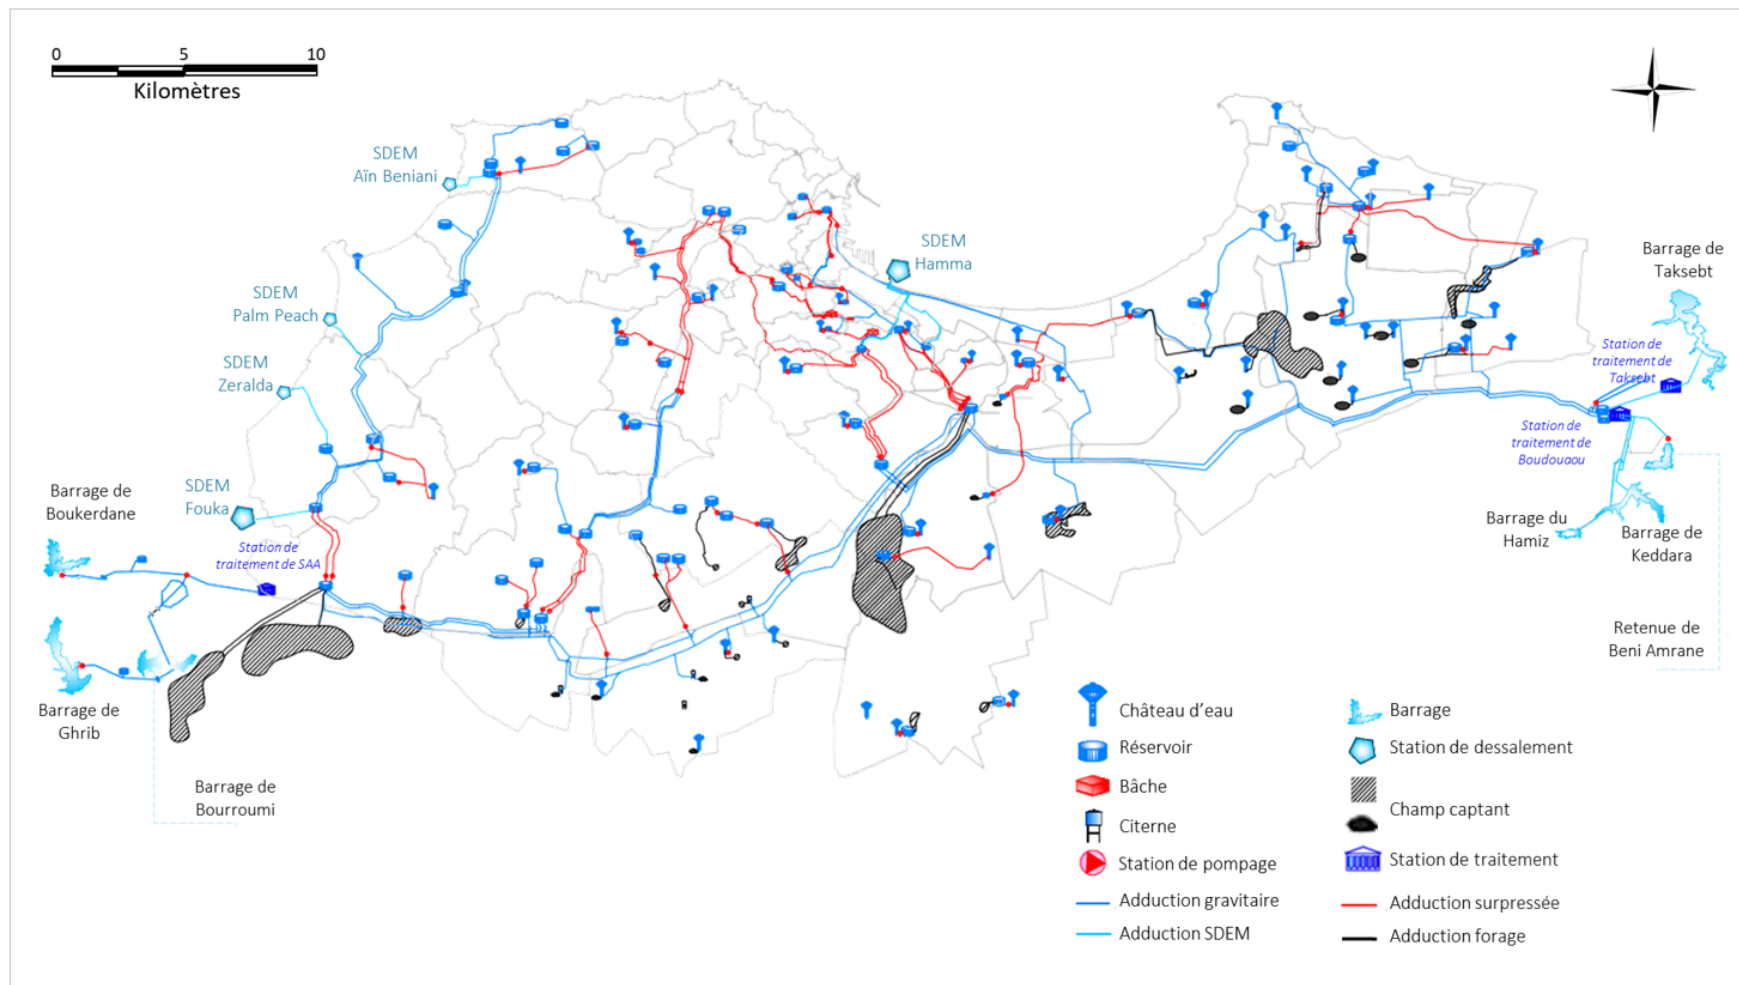 0 5 10
Kilomètres
SDEM
Aïn Beniani
SDEM
Hamma
Barrage de
Taksebt
SDEM
Palm Peach
SDEM
Zeralda
Station de
traitement de
Taksebt
Station de
traitement de
Boudouaou
SDEM
Fouka
Barrage de
Boukerdane
Station de
traitement de SAA
Barrage du
Hamiz
Barrage de
Keddara
Retenue de
Beni Amrane
Barrage de
Ghrib
Barrage de
Bourroumi
Château d’eau
Réservoir
Bâche
Citerne
Station de pompage
Adduction gravitaire
Adduction SDEM
Barrage
Station de dessalement
Champ captant
Station de traitement
Adduction surpressée
Adduction forage